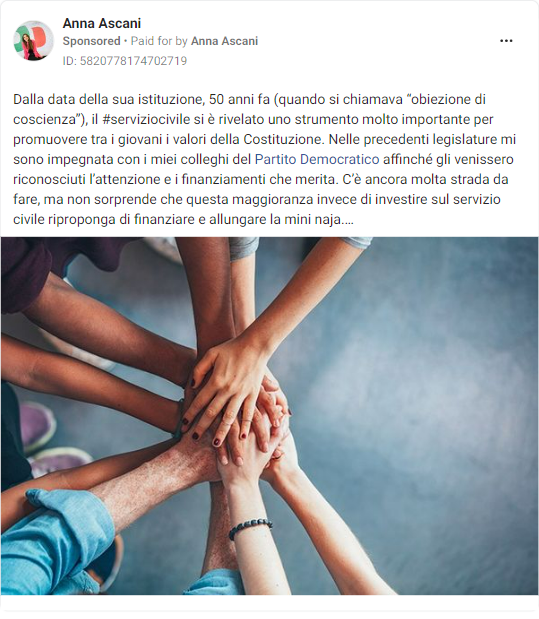 Anna Ascani
Sponsored • Paid for by Anna Ascani
ID: 5820778174702719
Dalla data della sua istituzione, 50 anni fa (quando si chiamava “obiezione di
coscienza”), il #serviziocivile si è rivelato uno strumento molto importante per
promuovere tra i giovani i valori della Costituzione. Nelle precedenti legislature mi
sono impegnata con i miei colleghi del Partito Democratico affinché gli venissero
riconosciuti l’attenzione e i finanziamenti che merita. C’è ancora molta strada da
fare, ma non sorprende che questa maggioranza invece di investire sul servizio
civile riproponga di finanziare e allungare la mini naja....